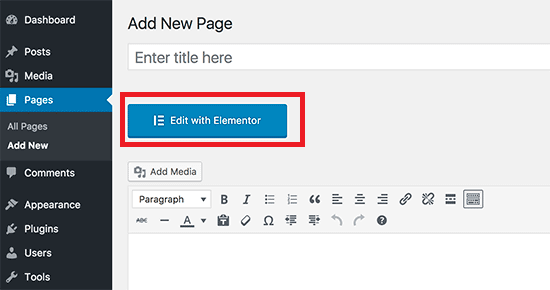 Dashboard
Posts
Media
Pages
All Pages
Add New
Comments
Appearance
Plugins
Users
Tools
Add New Page
Enter title here
Edit with Elementor
Add Media
Paragraph
B I
ABC A Ω